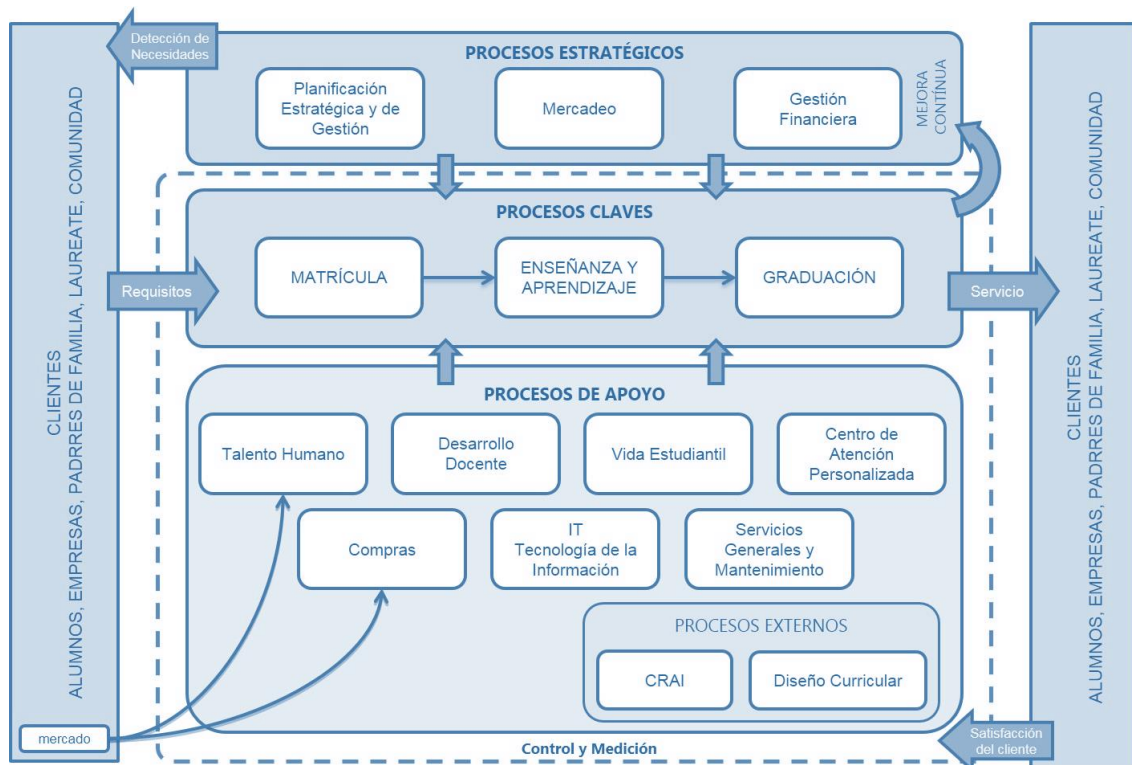 Detección de
Necesidades
PROCESOS ESTRATÉGICOS
Planificación
Estratégica y de
Gestión
Mercadeo
Gestión
Financiera
MEJORA
CONTÍNUA
PROCESOS CLAVES
MATRÍCULA
ENSEÑANZA Y
APRENDIZAJE
GRADUACIÓN
Requisitos
Servicio
CLIENTES
ALUMNOS, EMPRESAS, PADRRES DE FAMILIA, LAUREATE, COMUNIDAD
CLIENTES
ALUMNOS, EMPRESAS, PADRRES DE FAMILIA, LAUREATE, COMUNIDAD
PROCESOS DE APOYO
Talento Humano
Desarrollo
Docente
Vida Estudiantil
Centro de
Atención
Personalizada
Compras
IT
Tecnología de la
Información
Servicios
Generales y
Mantenimiento
PROCESOS EXTERNOS
CRAI
Diseño Curricular
mercado
Control y Medición
Satisfacción
del cliente